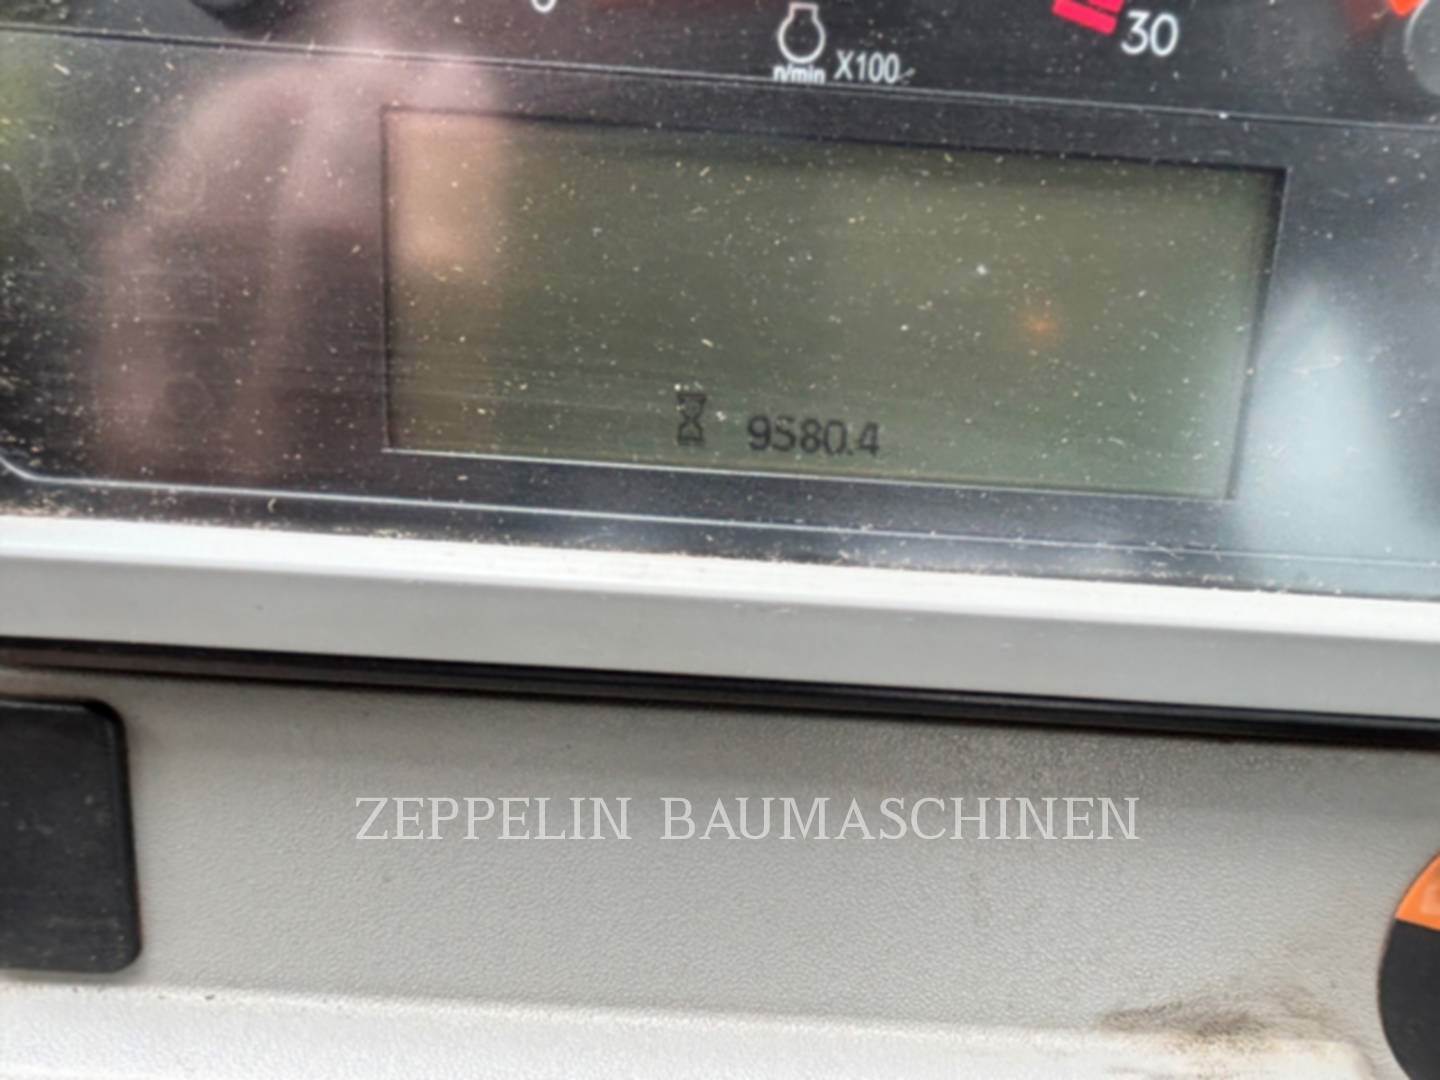 30
n/min X100
9580.4
ZEPPELIN BAUMASCHINEN